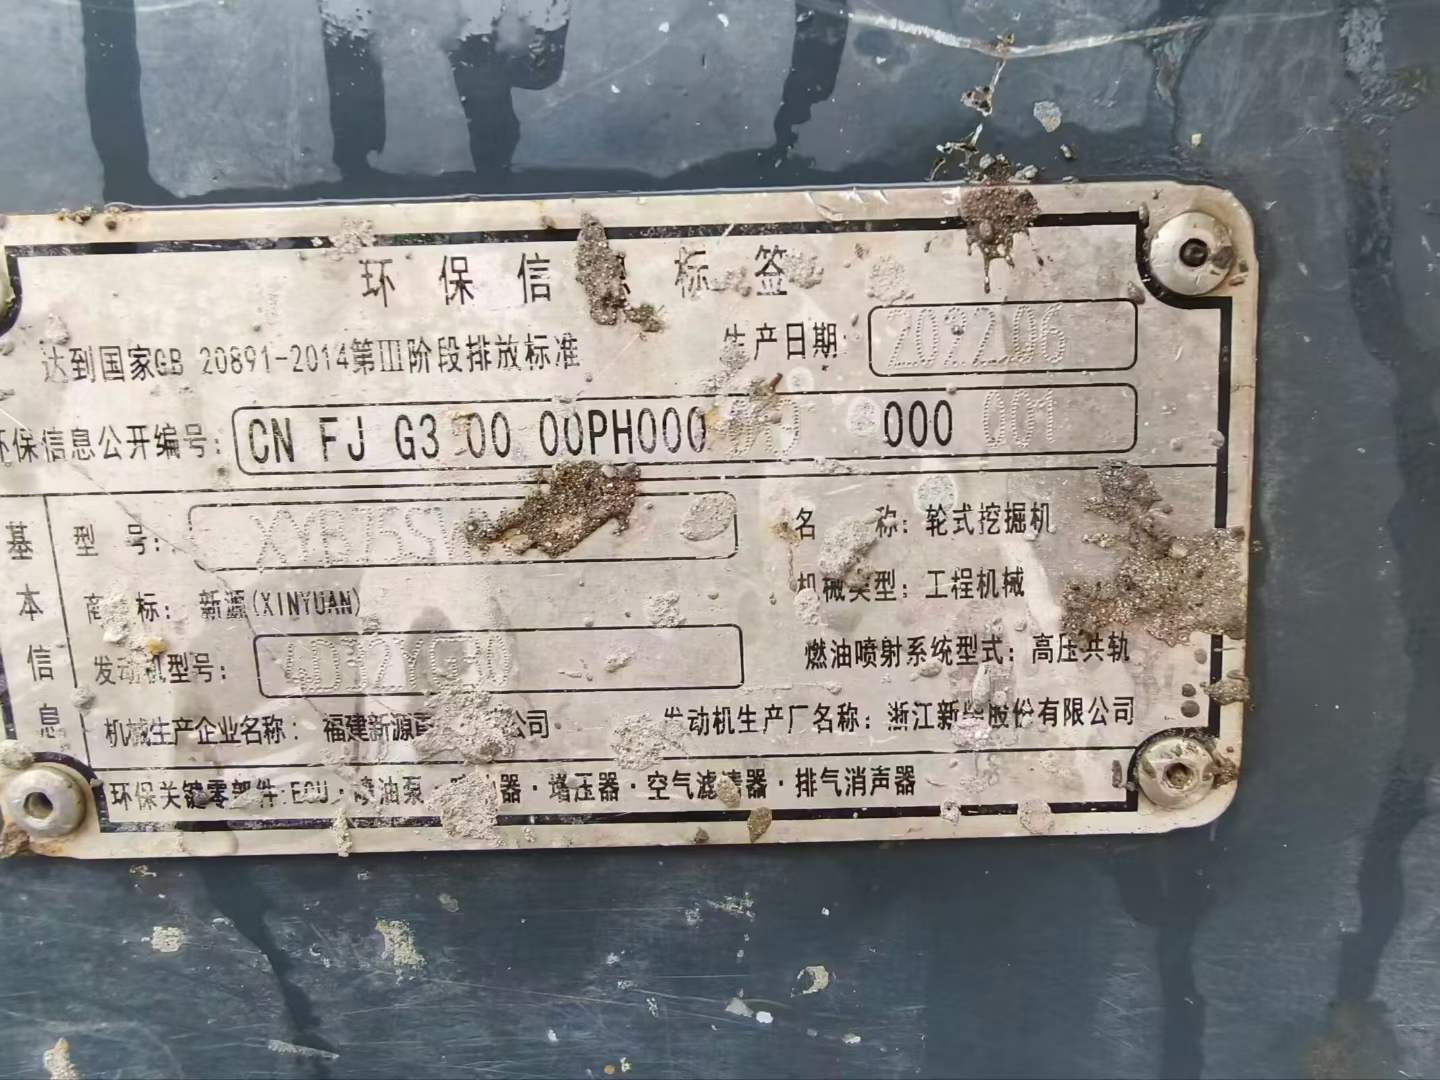 环保信 标签
达到国家GB 20891-2014第Ⅲ阶段排放标准 生产日期 2022.06
环保信息公开编号: CN FJ G3 00 00PH000 000 001
基本信息
型 号: 名 称: 轮式挖掘机
商 标: 新源(XINYUAN) 机械类型: 工程机械
发动机型号: 燃油喷射系统型式: 高压共轨
机械生产企业名称: 福建新源 公司 发动机生产厂名称: 浙江新柴股份有限公司
环保关键零部件:ECU·喷油泵· 器·增压器·空气滤清器·排气消声器